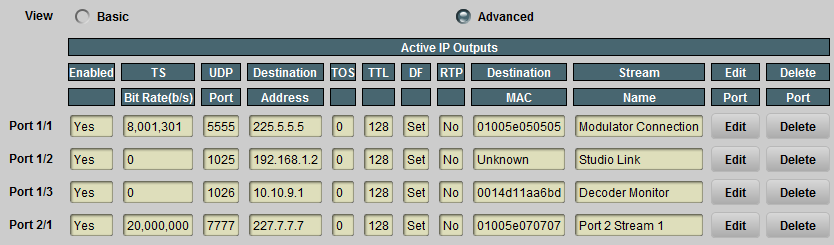 View Basic Advanced
Active IP Outputs
Enabled TS UDP Destination TOS TTL DF RTP Destination Stream Edit Delete
Bit Rate(b/s) Port Address MAC Name Port Port
Port 1/1 Yes 8,001,301 5555 225.5.5.5 0 128 Set No 01005e050505 Modulator Connection Edit Delete
Port 1/2 Yes 0 1025 192.168.1.2 0 128 Set No Unknown Studio Link Edit Delete
Port 1/3 Yes 0 1026 10.10.9.1 0 128 Set No 0014d11aa6bd Decoder Monitor Edit Delete
Port 2/1 Yes 20,000,000 7777 227.7.7.7 0 128 Set No 01005e070707 Port 2 Stream 1 Edit Delete